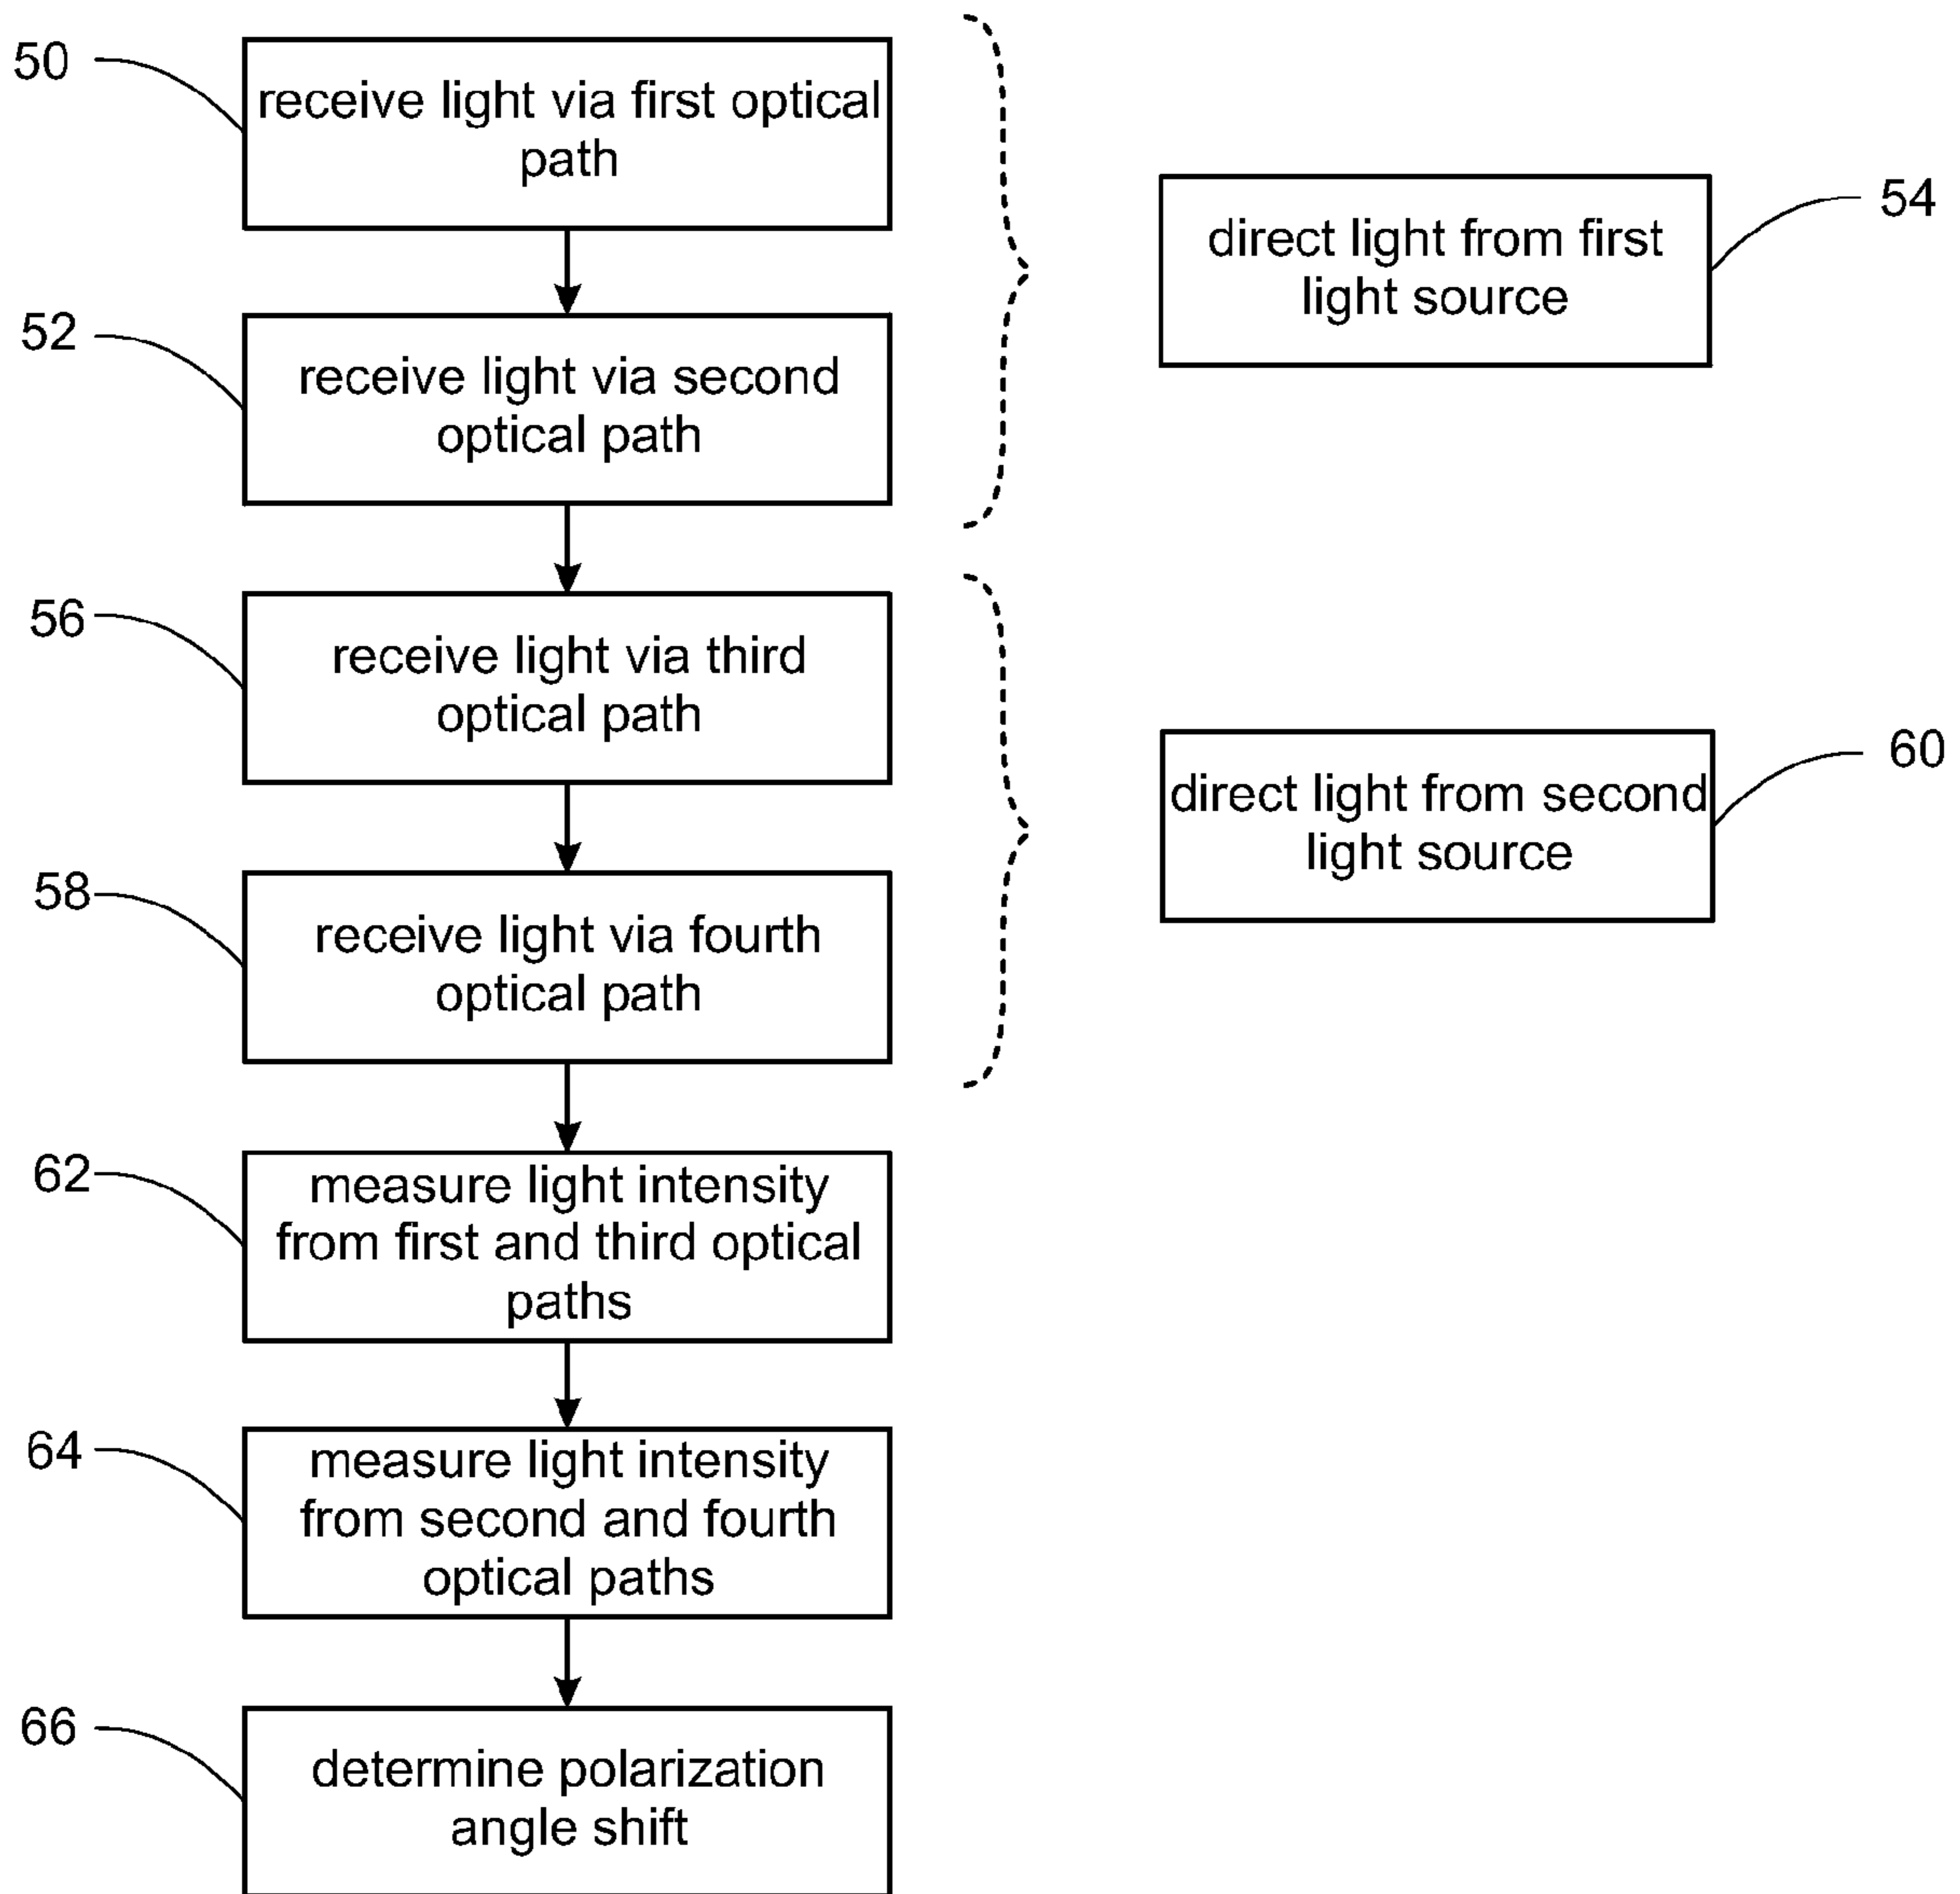 50
receive light via first optical
path
54
direct light from first
light source
52
receive light via second
optical path
56
receive light via third
optical path
60
direct light from second
light source
58
receive light via fourth
optical path
62
measure light intensity
from first and third optical
paths
64
measure light intensity
from second and fourth
optical paths
66
determine polarization
angle shift